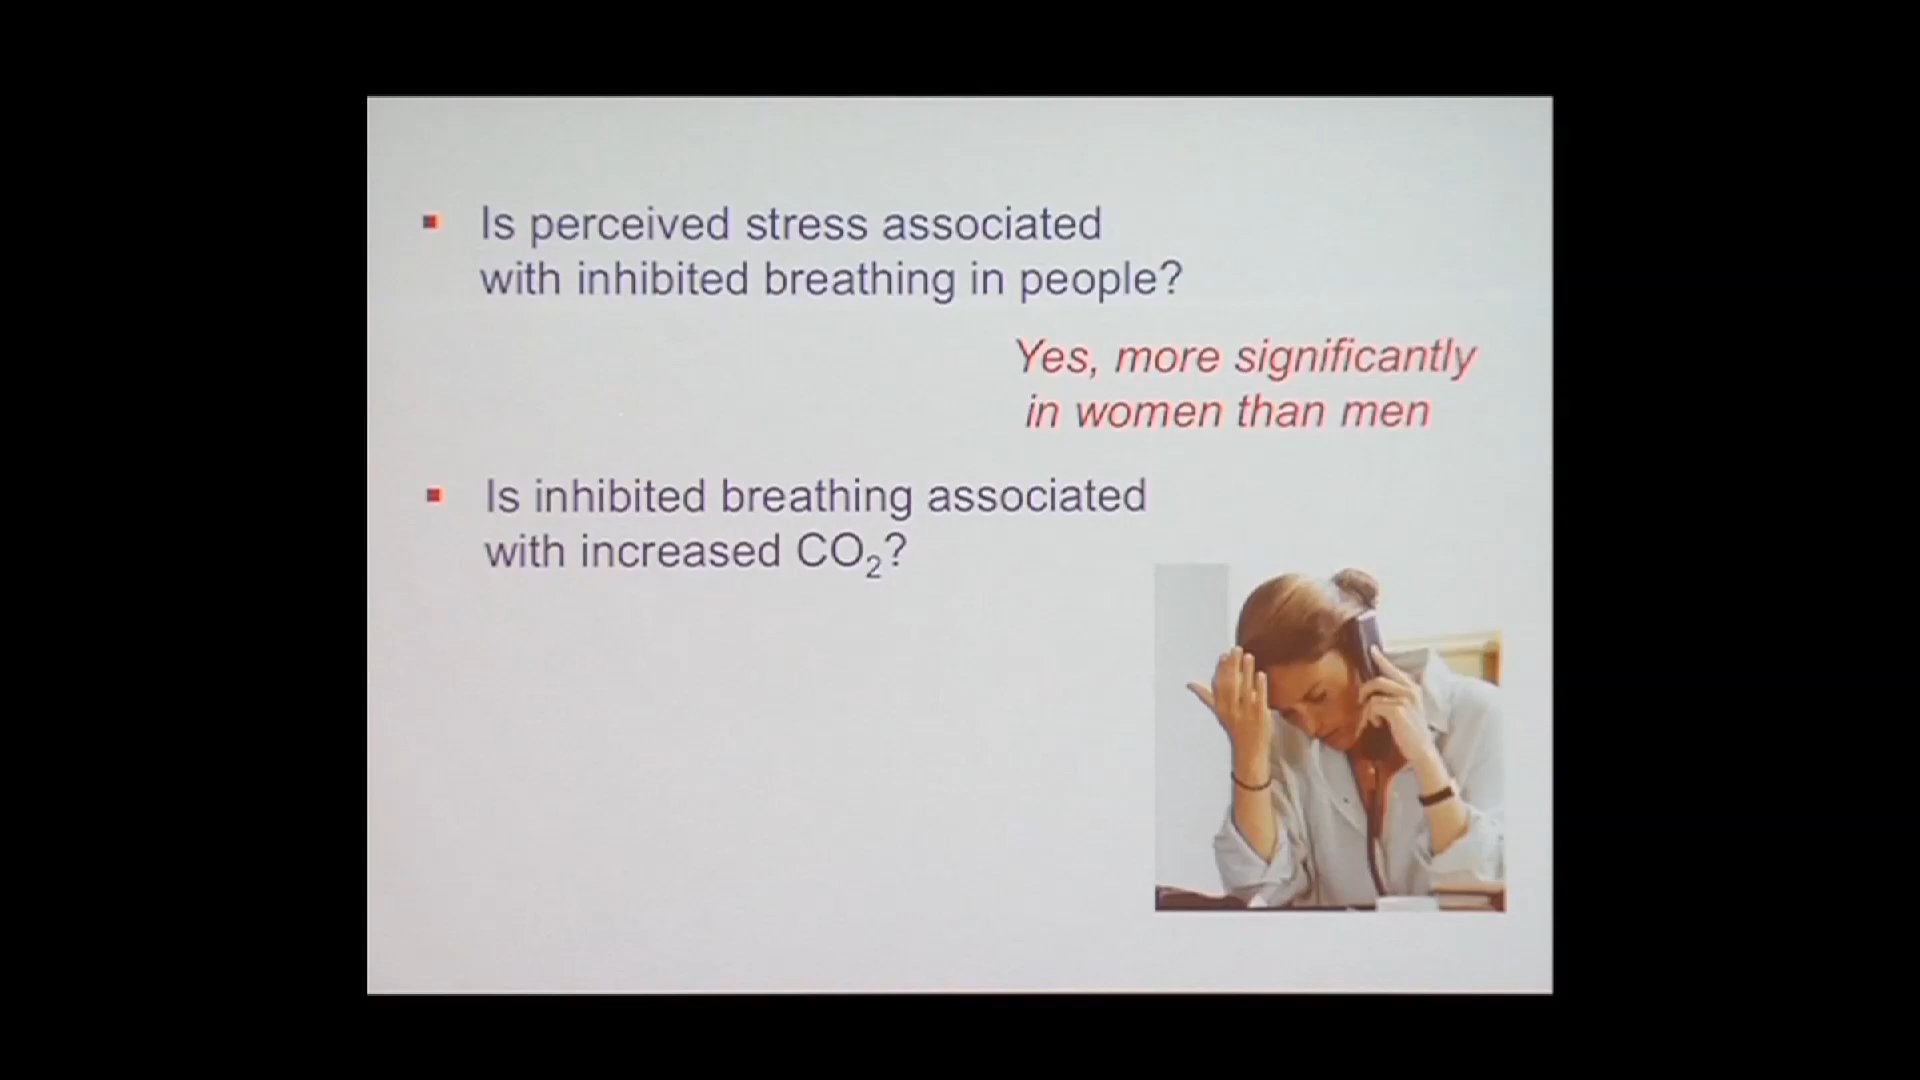 Is perceived stress associated
with inhibited breathing in people?
Yes, more significantly
in women than men
Is inhibited breathing associated
with increased CO₂?